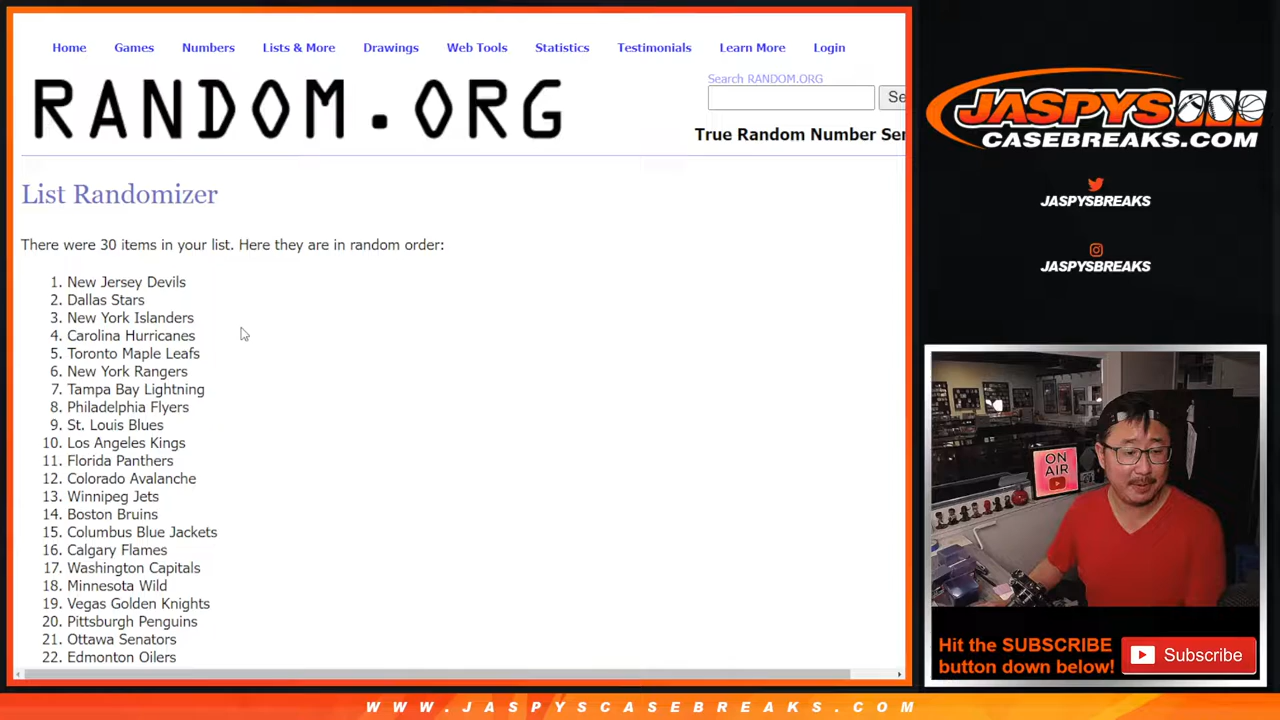 Home Games Numbers Lists & More Drawings Web Tools Statistics Testimonials Learn More Login
RANDOM.ORG
Search RANDOM.ORG
Se
True Random Number Ser
List Randomizer
There were 30 items in your list. Here they are in random order:
1. New Jersey Devils
2. Dallas Stars
3. New York Islanders
4. Carolina Hurricanes
5. Toronto Maple Leafs
6. New York Rangers
7. Tampa Bay Lightning
8. Philadelphia Flyers
9. St. Louis Blues
10. Los Angeles Kings
11. Florida Panthers
12. Colorado Avalanche
13. Winnipeg Jets
14. Boston Bruins
15. Columbus Blue Jackets
16. Calgary Flames
17. Washington Capitals
18. Minnesota Wild
19. Vegas Golden Knights
20. Pittsburgh Penguins
21. Ottawa Senators
22. Edmonton Oilers
JASPYS
CASEBREAKS.COM
JASPYSBREAKS
JASPYSBREAKS
ON
AIR
Hit the SUBSCRIBE
button down below!
Subscribe
WWW.JASPYSCASEBREAKS.COM